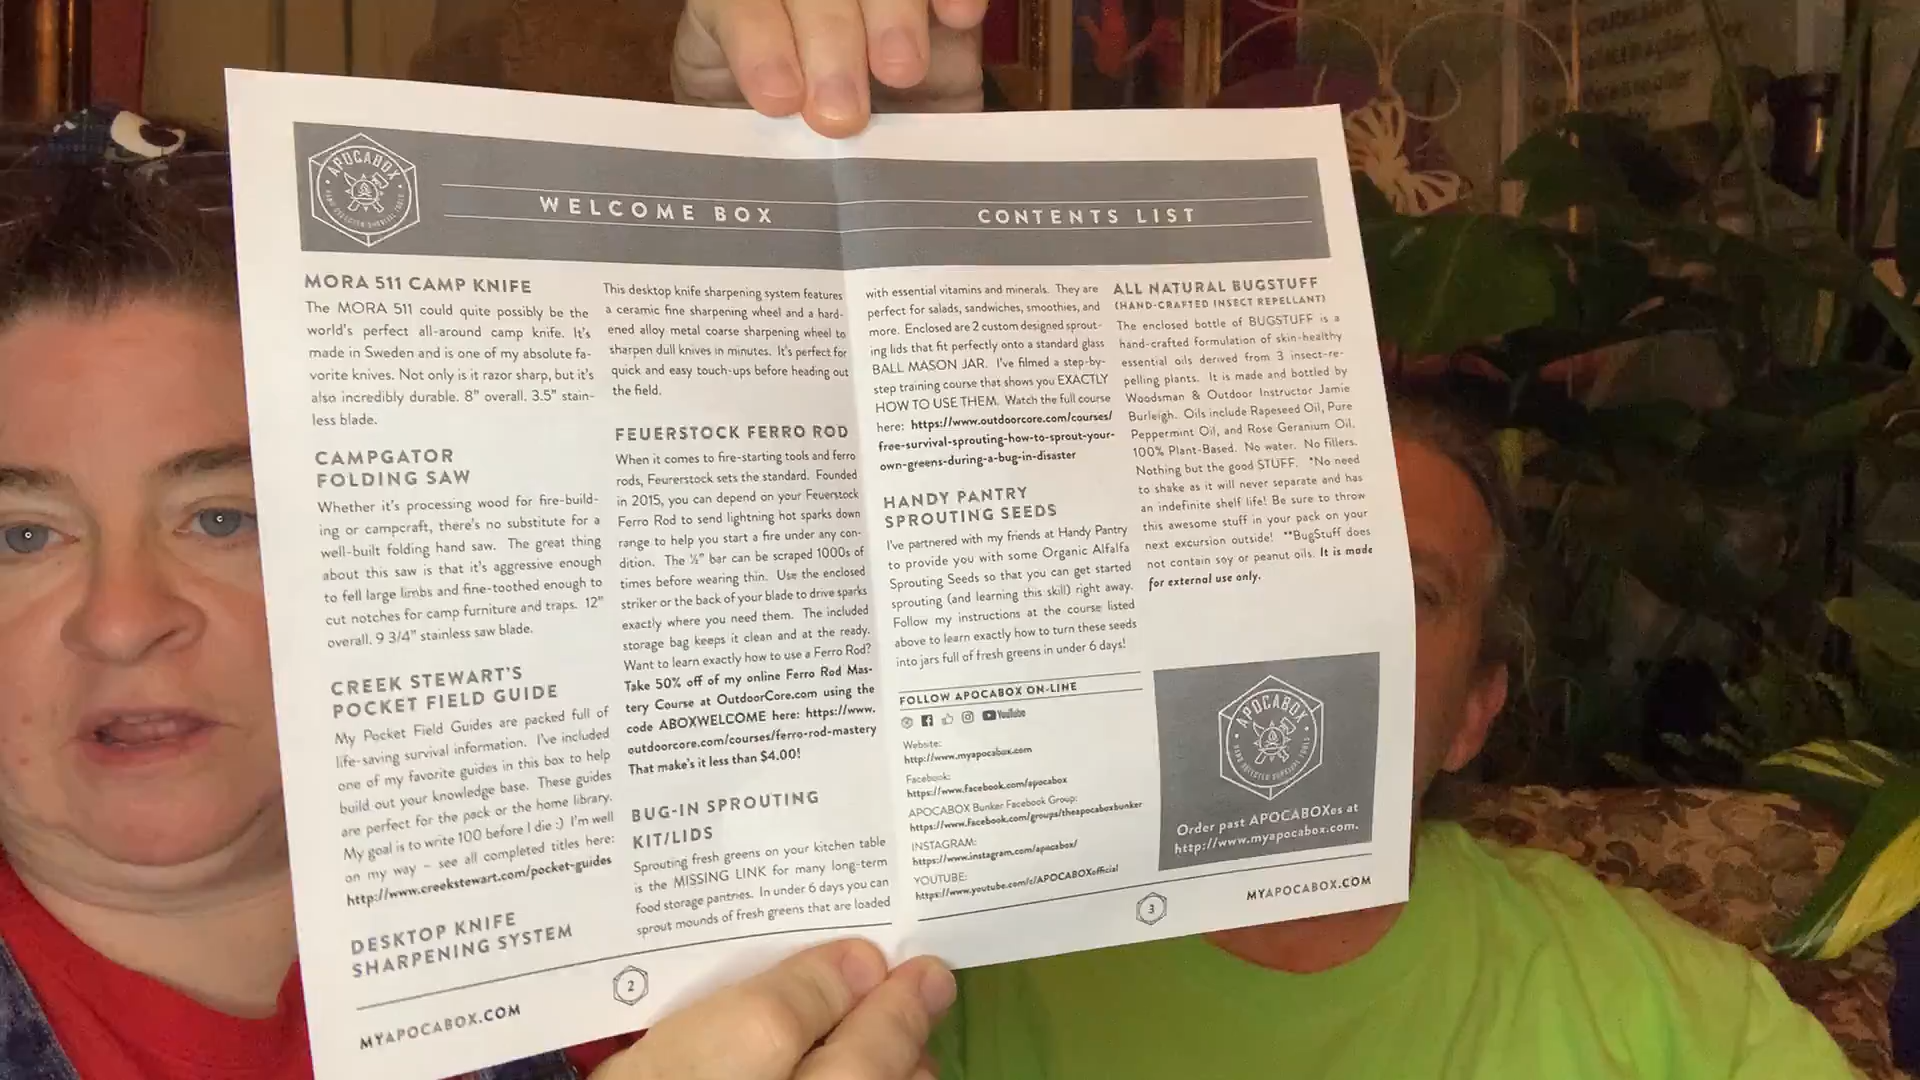 APOCABOX
HAND SELECTED SURVIVAL TOOLS
WELCOME BOX
CONTENTS LIST
MORA 511 CAMP KNIFE
The MORA 511 could quite possibly be the
world's perfect all-around camp knife. It's
made in Sweden and is one of my absolute fa-
vorite knives. Not only is it razor sharp, but it's
also incredibly durable. 8" overall. 3.5" stain-
less blade.
CAMPGATOR
FOLDING SAW
Whether it's processing wood for fire-build-
ing or campcraft, there's no substitute for a
well-built folding hand saw. The great thing
about this saw is that it's aggressive enough
to fell large limbs and fine-toothed enough to
cut notches for camp furniture and traps. 12"
overall. 9 3/4" stainless saw blade.
CREEK STEWART'S
POCKET FIELD GUIDE
My Pocket Field Guides are packed full of
life-saving survival information. I've included
one of my favorite guides in this box to help
build out your knowledge base. These guides
are perfect for the pack or the home library.
My goal is to write 100 before I die :) I'm well
on my way – see all completed titles here:
http://www.creekstewart.com/pocket-guides
DESKTOP KNIFE
SHARPENING SYSTEM
This desktop knife sharpening system features
a ceramic fine sharpening wheel and a hard-
ened alloy metal coarse sharpening wheel to
sharpen dull knives in minutes. It's perfect for
quick and easy touch-ups before heading out
the field.
FEUERSTOCK FERRO ROD
When it comes to fire-starting tools and ferro
rods, Feurerstock sets the standard. Founded
in 2015, you can depend on your Feuerstock
Ferro Rod to send lightning hot sparks down
range to help you start a fire under any con-
dition. The ½" bar can be scraped 1000s of
times before wearing thin. Use the enclosed
striker or the back of your blade to drive sparks
exactly where you need them. The included
storage bag keeps it clean and at the ready.
Want to learn exactly how to use a Ferro Rod?
Take 50% off of my online Ferro Rod Mas-
tery Course at OutdoorCore.com using the
code ABOXWELCOME here: https://www.
outdoorcore.com/courses/ferro-rod-mastery
That make's it less than $4.00!
BUG-IN SPROUTING
KIT/LIDS
Sprouting fresh greens on your kitchen table
is the MISSING LINK for many long-term
food storage pantries. In under 6 days you can
sprout mounds of fresh greens that are loaded
MYAPOCABOX.COM
2
with essential vitamins and minerals. They are
perfect for salads, sandwiches, smoothies, and
more. Enclosed are 2 custom designed sprout-
ing lids that fit perfectly onto a standard glass
BALL MASON JAR. I've filmed a step-by-
step training course that shows you EXACTLY
HOW TO USE THEM. Watch the full course
here: https://www.outdoorcore.com/courses/
free-survival-sprouting-how-to-sprout-your-
own-greens-during-a-bug-in-disaster
HANDY PANTRY
SPROUTING SEEDS
I've partnered with my friends at Handy Pantry
to provide you with some Organic Alfalfa
Sprouting Seeds so that you can get started
sprouting (and learning this skill) right away.
Follow my instructions at the course listed
above to learn exactly how to turn these seeds
into jars full of fresh greens in under 6 days!
FOLLOW APOCABOX ON-LINE
YouTube
Website:
http://www.myapocabox.com
Facebook:
https://www.facebook.com/apocabox
APOCABOX Bunker Facebook Group:
https://www.facebook.com/groups/theapocaboxbunker
INSTAGRAM:
https://www.instagram.com/apocabox/
YOUTUBE:
https://www.youtube.com/c/APOCABOXofficial
ALL NATURAL BUGSTUFF
(HAND-CRAFTED INSECT REPELLANT)
The enclosed bottle of BUGSTUFF is a
hand-crafted formulation of skin-healthy
essential oils derived from 3 insect-re-
pelling plants. It is made and bottled by
Woodsman & Outdoor Instructor Jamie
Burleigh. Oils include Rapeseed Oil, Pure
Peppermint Oil, and Rose Geranium Oil.
100% Plant-Based. No water. No fillers.
Nothing but the good STUFF. *No need
to shake as it will never separate and has
an indefinite shelf life! Be sure to throw
this awesome stuff in your pack on your
next excursion outside! **BugStuff does
not contain soy or peanut oils. It is made
for external use only.
APOCABOX
HAND SELECTED SURVIVAL TOOLS
Order past APOCABOXes at
http://www.myapocabox.com.
3
MYAPOCABOX.COM